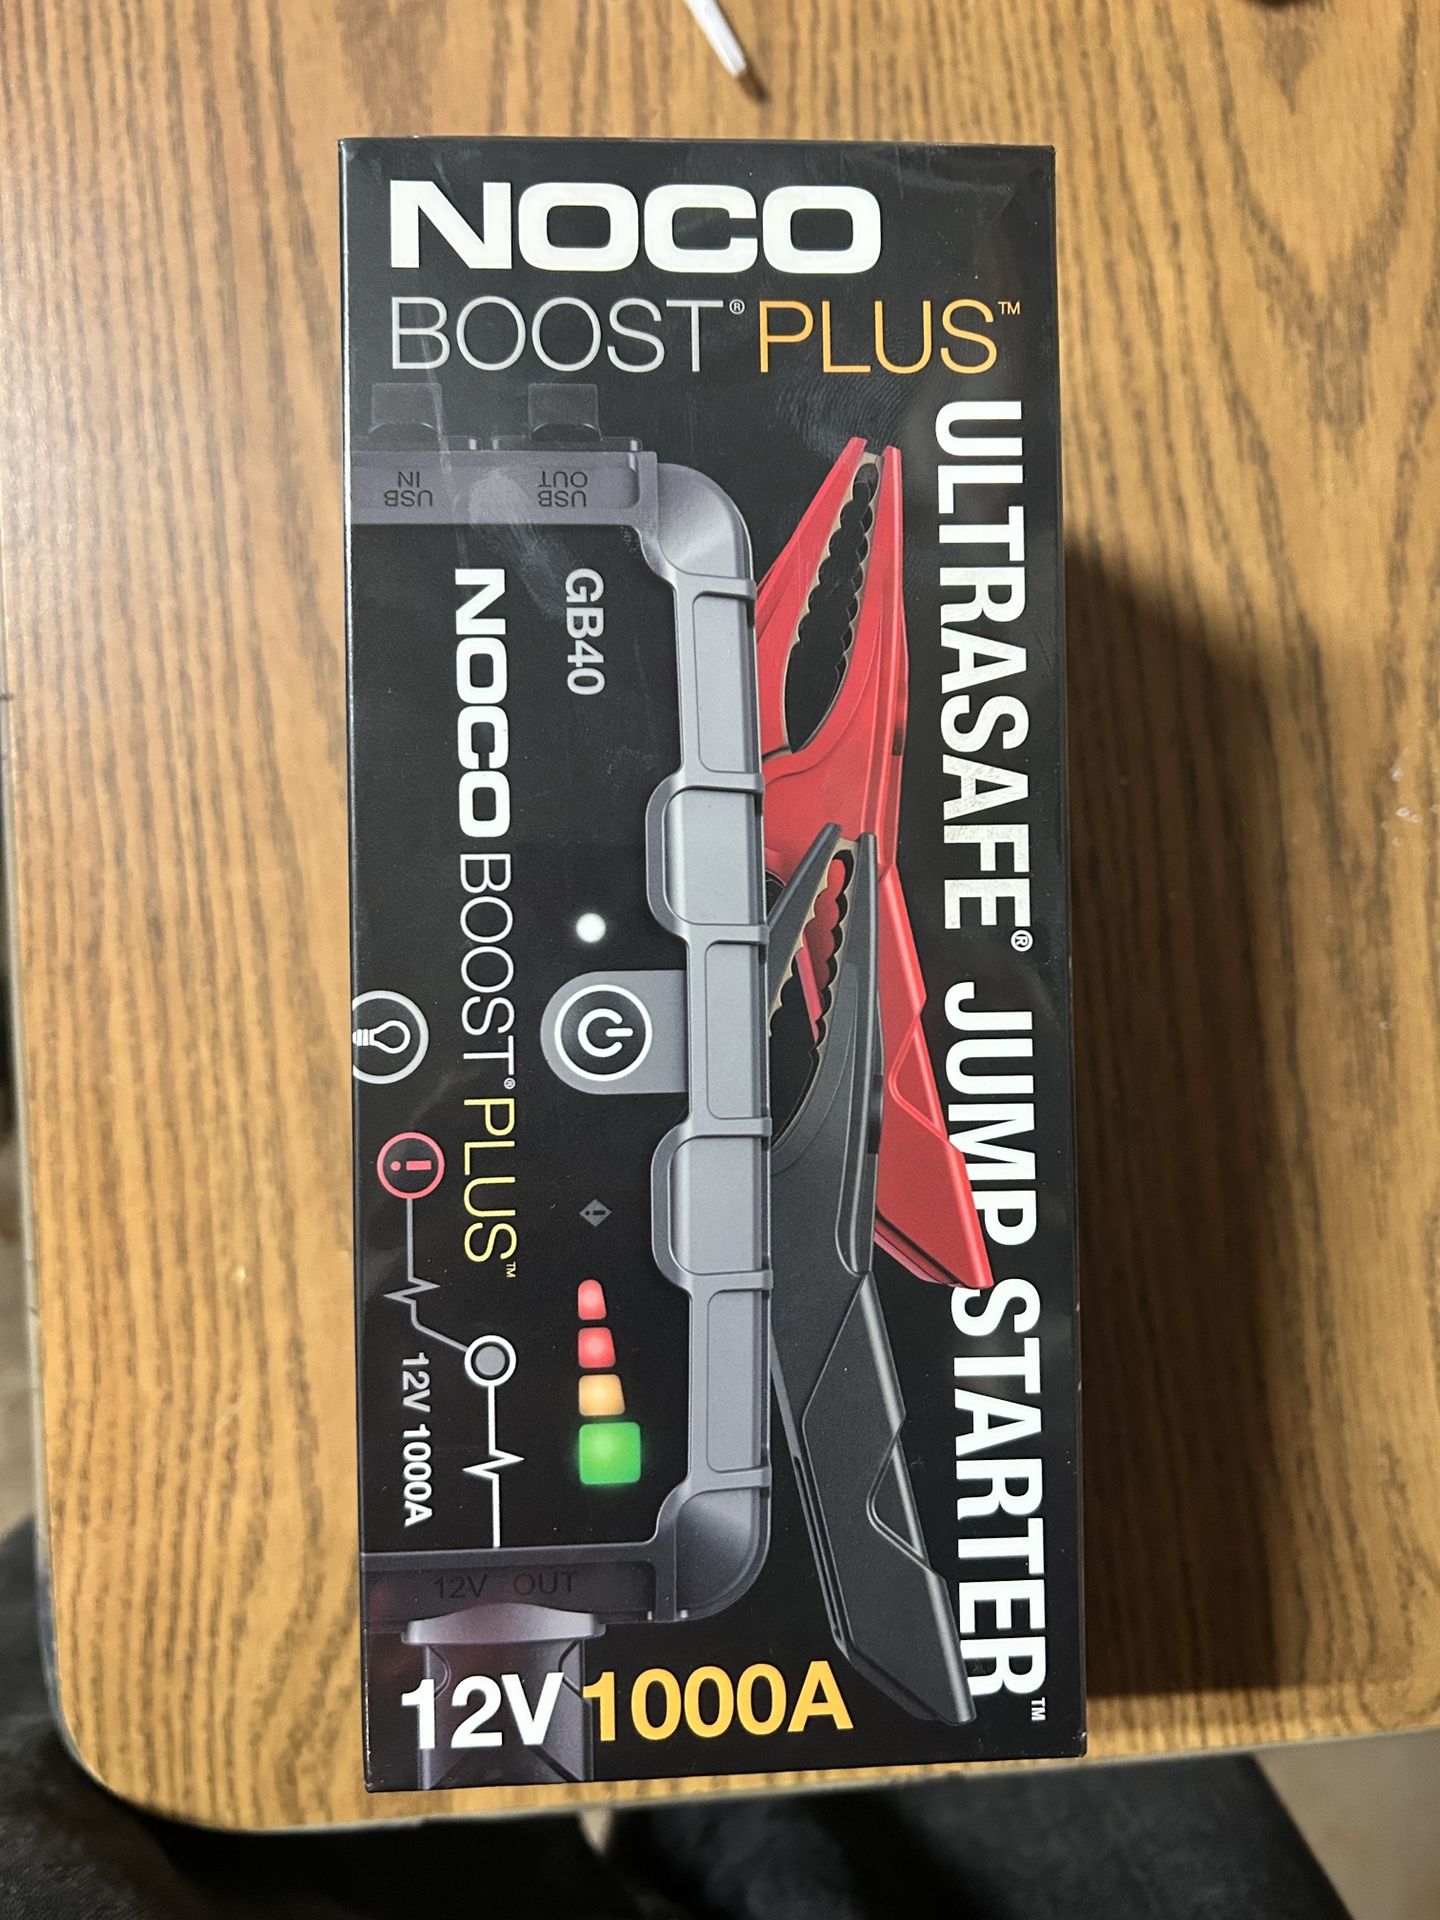 NOCO
BOOST® PLUS™
ULTRASAFE® JUMP STARTER™
USB IN
USB OUT
GB40
NOCO BOOST® PLUS™
12V 1000A
12V OUT
12V 1000A